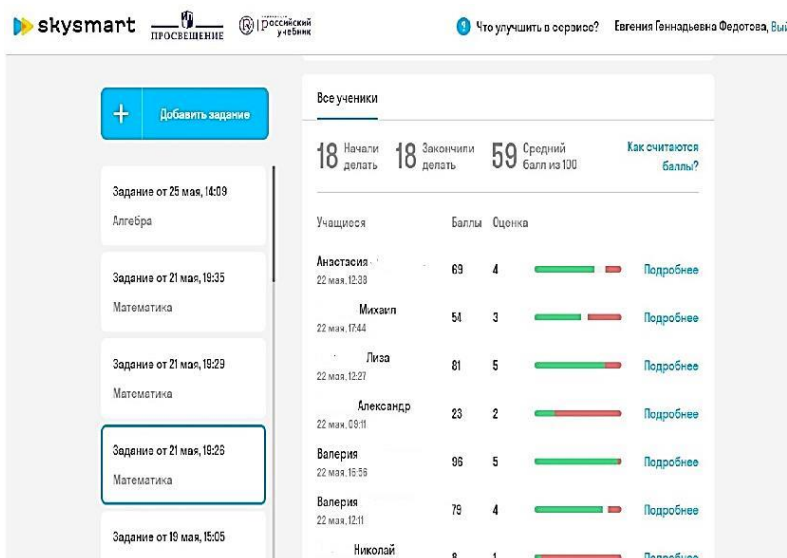 skysmart
ПРОСВЕЩЕНИЕ
российский
учебник
? Что улучшить в сервисе?
Евгения Геннадьевна Федотова, Вый
+ Добавить задание
Задание от 25 мая, 14:09
Алгебра
Задание от 21 мая, 19:35
Математика
Задание от 21 мая, 19:29
Математика
Задание от 21 мая, 19:26
Математика
Задание от 19 мая, 15:05
Все ученики
18 Начали делать
18 Закончили делать
59 Средний балл из 100
Как считаются баллы?
Учащиеся Баллы Оценка
Анастасия 69 4 Подробнее
22 мая, 12:38
Михаил 54 3 Подробнее
22 мая, 17:44
Лиза 81 5 Подробнее
22 мая, 12:27
Александр 23 2 Подробнее
22 мая, 09:11
Валерия 96 5 Подробнее
22 мая, 16:56
Валерия 79 4 Подробнее
22 мая, 12:11
Николай 8 1 Подробнее